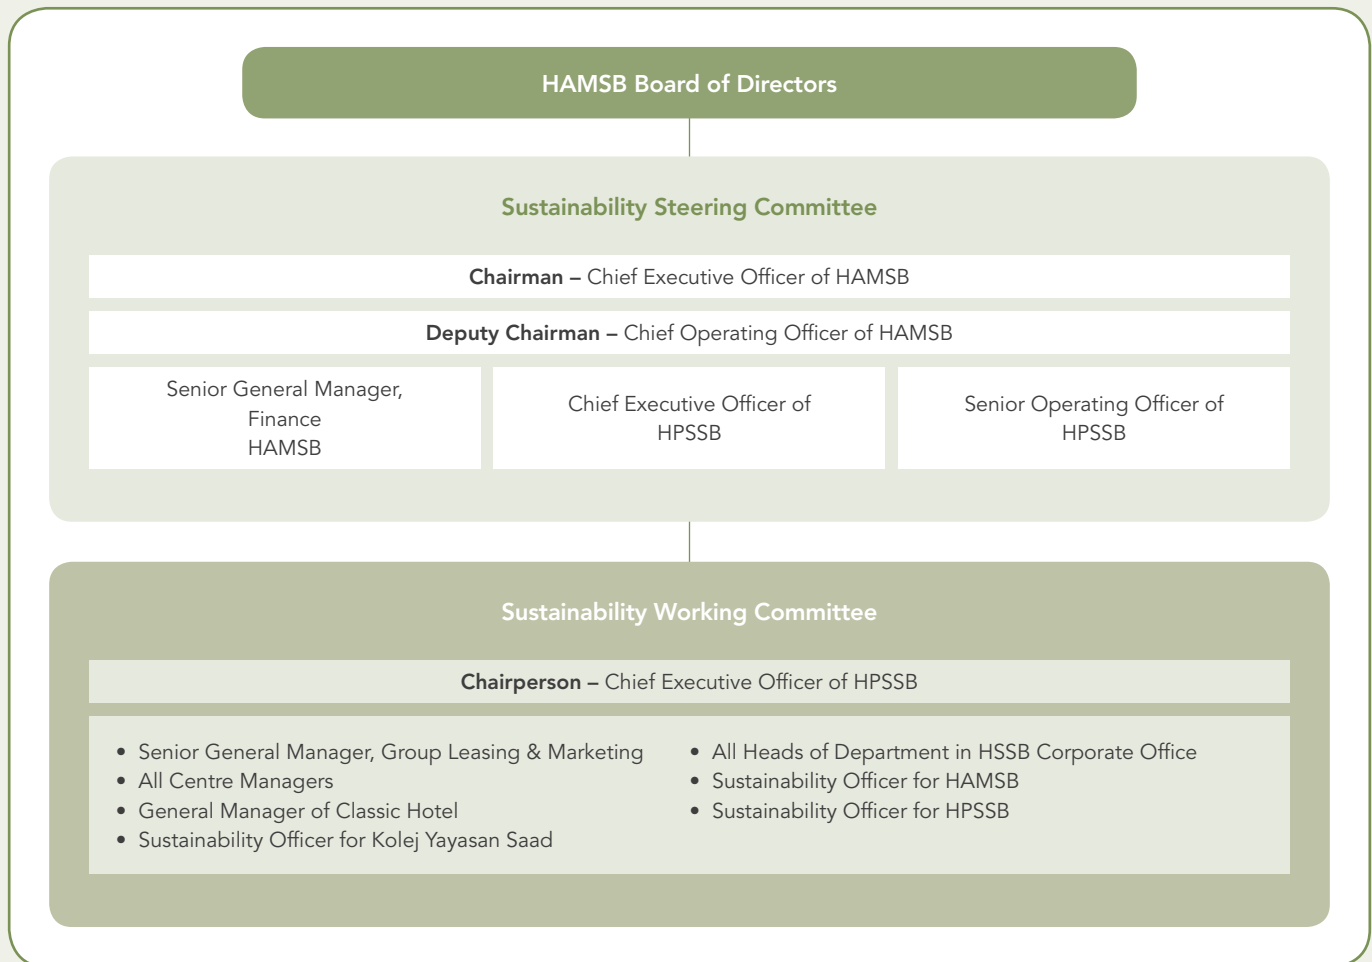 HAMSB Board of Directors
Sustainability Steering Committee
Chairman – Chief Executive Officer of HAMSB
Deputy Chairman – Chief Operating Officer of HAMSB
Senior General Manager,
Finance
HAMSB
Chief Executive Officer of
HPSSB
Senior Operating Officer of
HPSSB
Sustainability Working Committee
Chairperson – Chief Executive Officer of HPSSB
• Senior General Manager, Group Leasing & Marketing
• All Centre Managers
• General Manager of Classic Hotel
• Sustainability Officer for Kolej Yayasan Saad
• All Heads of Department in HSSB Corporate Office
• Sustainability Officer for HAMSB
• Sustainability Officer for HPSSB